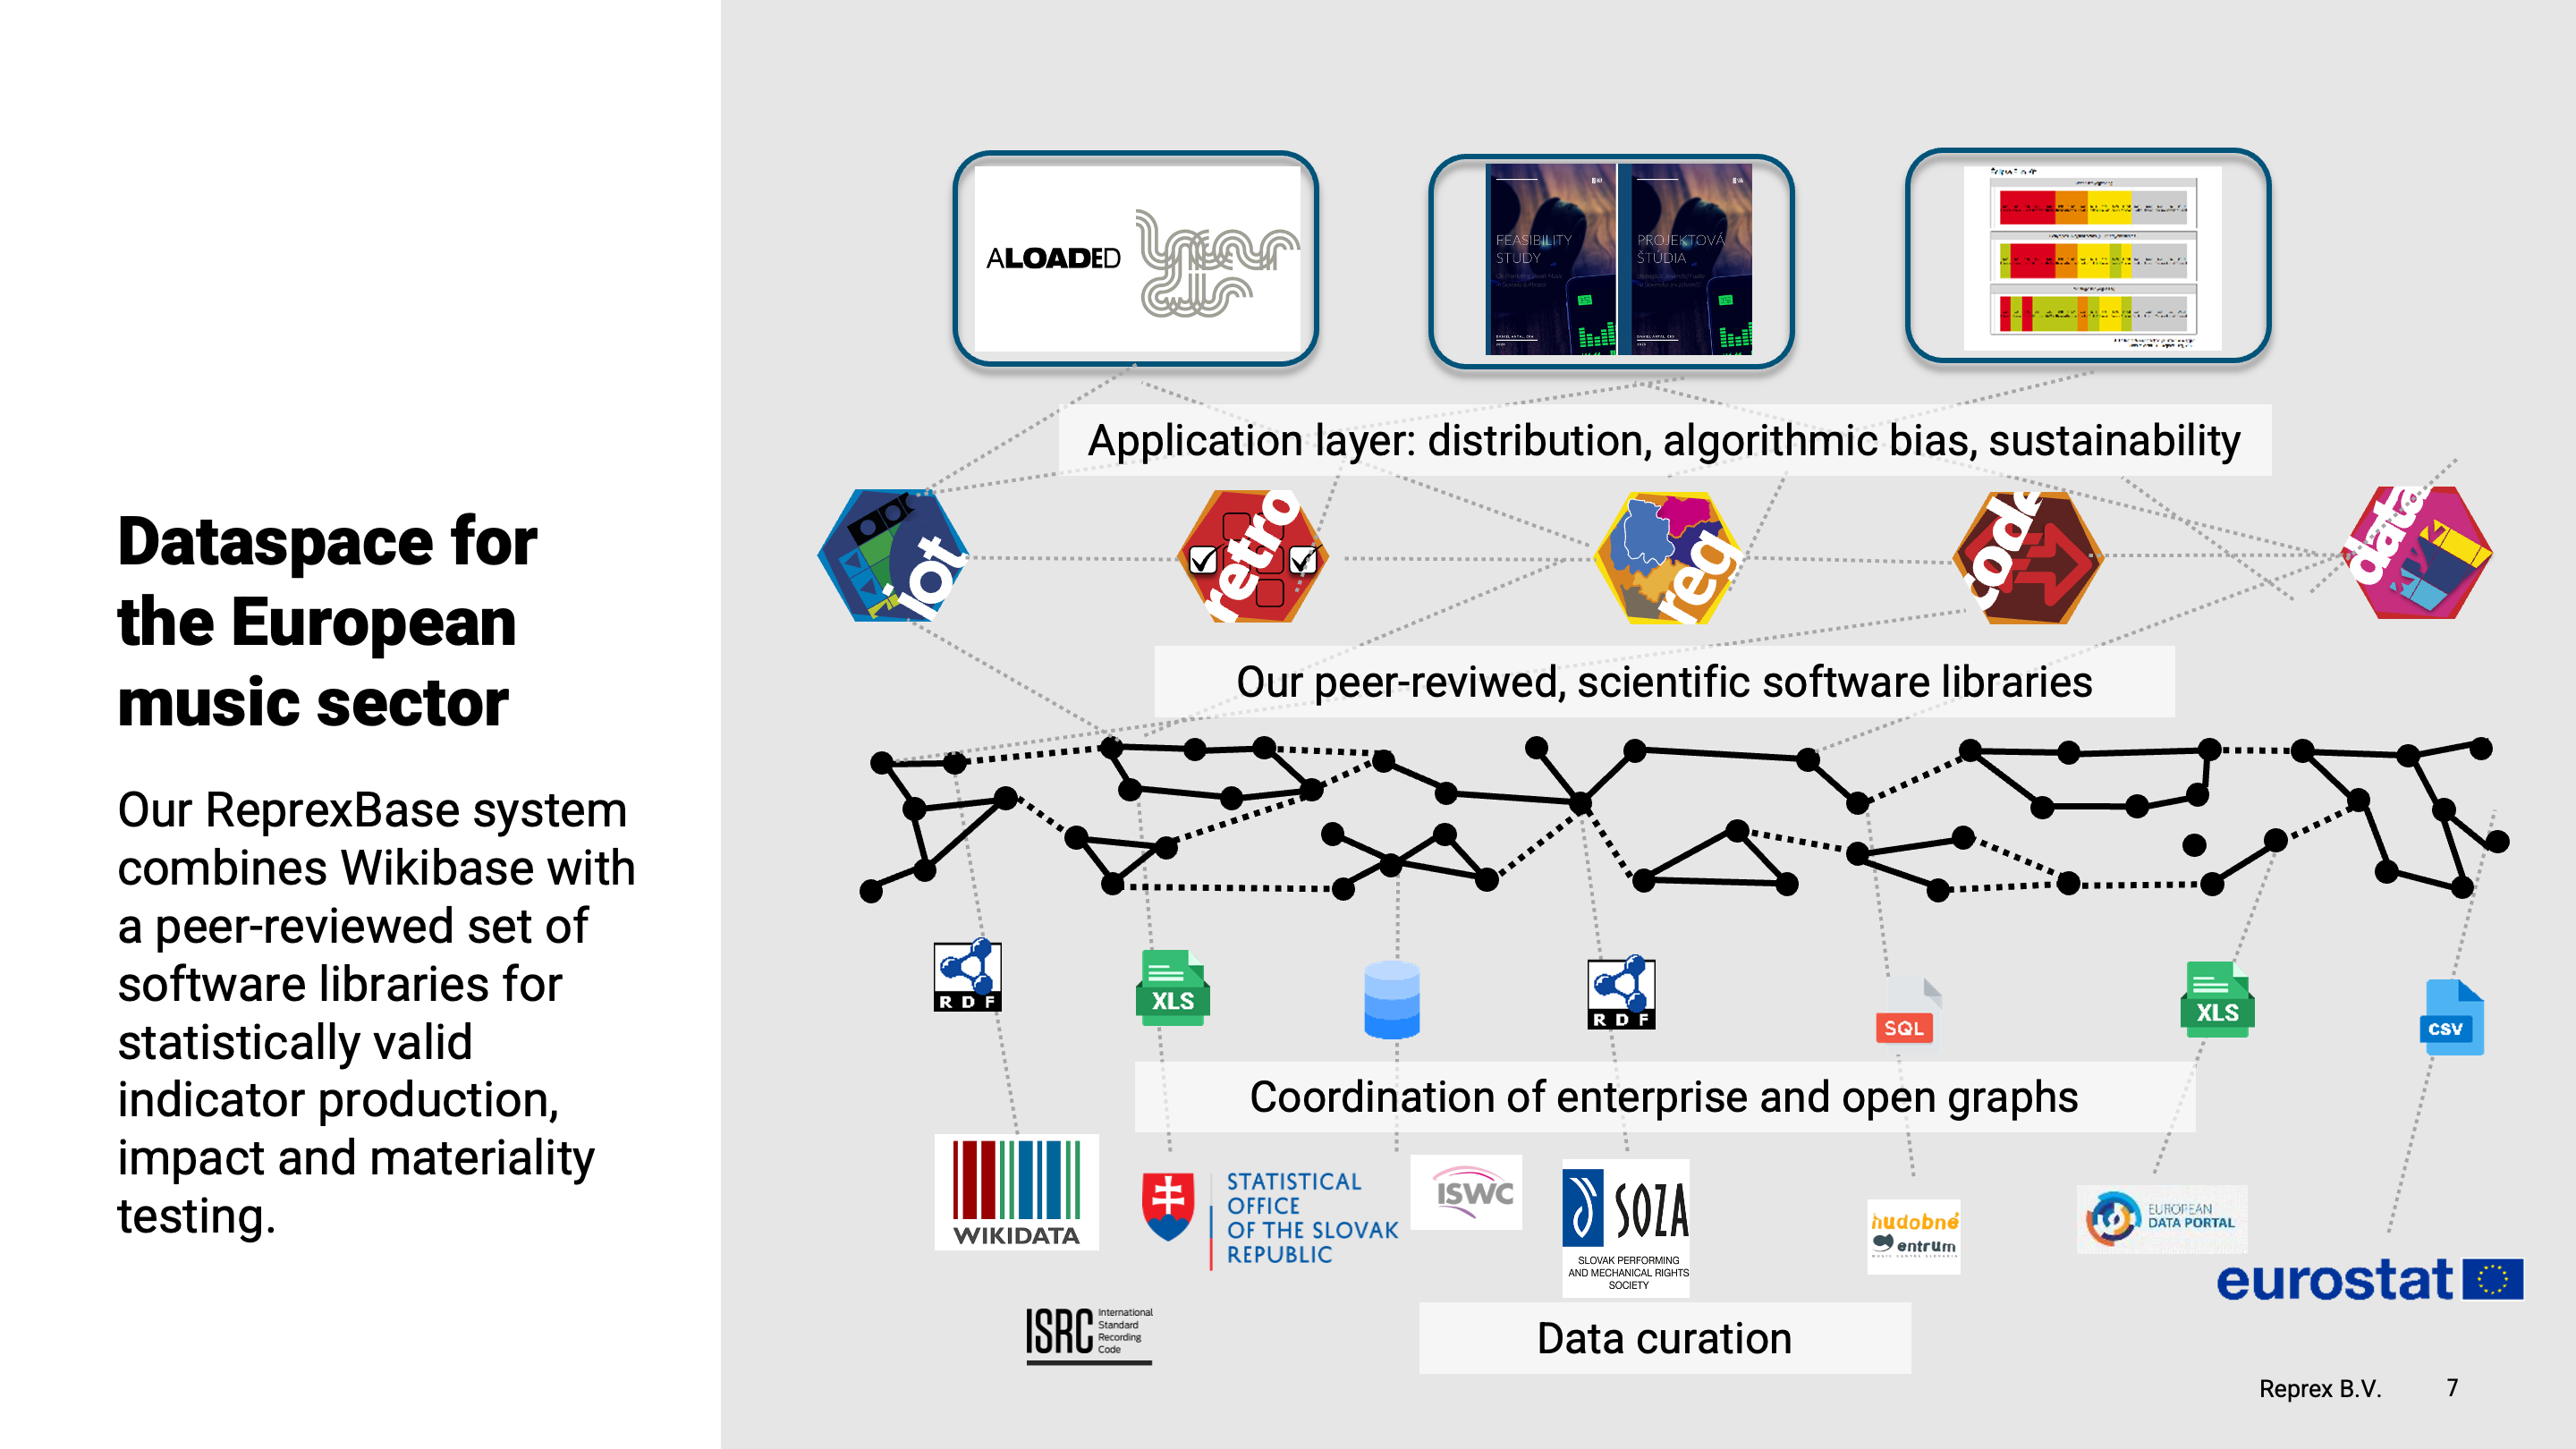 Dataspace for
the European
music sector
Our ReprexBase system
combines Wikibase with
a peer-reviewed set of
software libraries for
statistically valid
indicator production,
impact and materiality
testing.
ALOADED
FEASIBILITY
STUDY
PROJEKTOVÁ
ŠTÚDIA
Application layer: distribution, algorithmic bias, sustainability
iot
retro
reg
code
data
Our peer-reviwed, scientific software libraries
RDF
XLS
RDF
SQL
XLS
CSV
Coordination of enterprise and open graphs
WIKIDATA
STATISTICAL
OFFICE
OF THE SLOVAK
REPUBLIC
ISWC
SOZA
SLOVAK PERFORMING
AND MECHANICAL RIGHTS
SOCIETY
hudobné
entrum
EUROPEAN
DATA PORTAL
eurostat
ISRC
International
Standard
Recording
Code
Data curation
Reprex B.V.
7